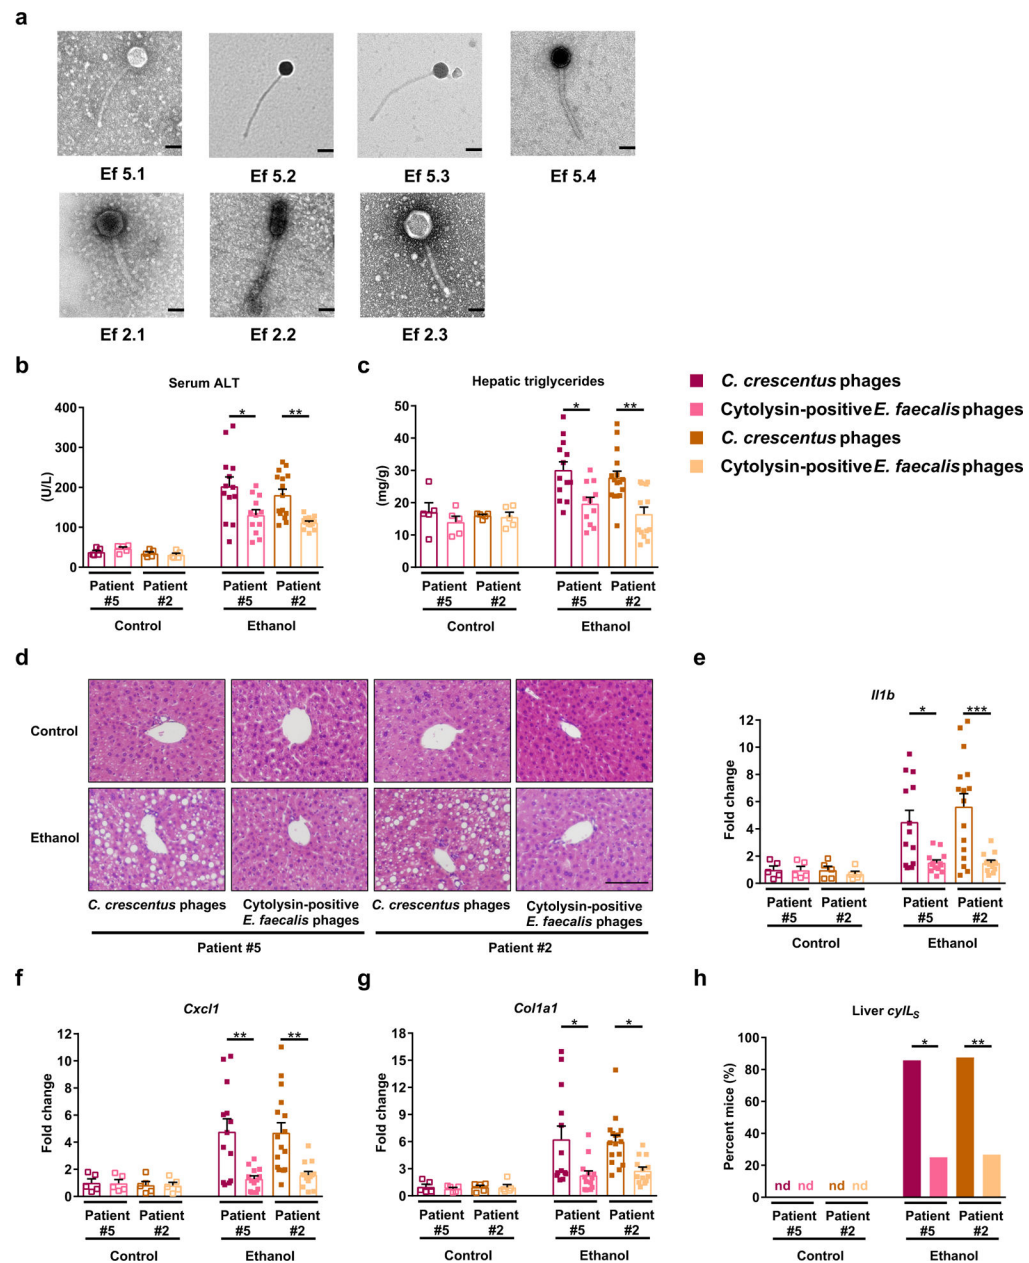 a
Ef 5.1
Ef 5.2
Ef 5.3
Ef 5.4
Ef 2.1
Ef 2.2
Ef 2.3
b
Serum ALT
(U/L)
400
300
200
100
0
*
**
Patient #5
Patient #2
Patient #5
Patient #2
Control
Ethanol
c
Hepatic triglycerides
(mg/g)
50
40
30
20
10
0
*
**
Patient #5
Patient #2
Patient #5
Patient #2
Control
Ethanol
C. crescentus phages
Cytolysin-positive E. faecalis phages
C. crescentus phages
Cytolysin-positive E. faecalis phages
d
Control
Ethanol
C. crescentus phages
Cytolysin-positive
E. faecalis phages
C. crescentus phages
Cytolysin-positive
E. faecalis phages
Patient #5
Patient #2
e
Il1b
Fold change
12
10
8
6
4
2
0
*
***
Patient #5
Patient #2
Patient #5
Patient #2
Control
Ethanol
f
Cxcl1
Fold change
12
10
8
6
4
2
0
**
**
Patient #5
Patient #2
Patient #5
Patient #2
Control
Ethanol
g
Col1a1
Fold change
18
15
12
9
6
3
0
*
*
Patient #5
Patient #2
Patient #5
Patient #2
Control
Ethanol
h
Liver cylLS
Percent mice (%)
100
80
60
40
20
0
*
**
nd nd nd nd
Patient #5
Patient #2
Patient #5
Patient #2
Control
Ethanol